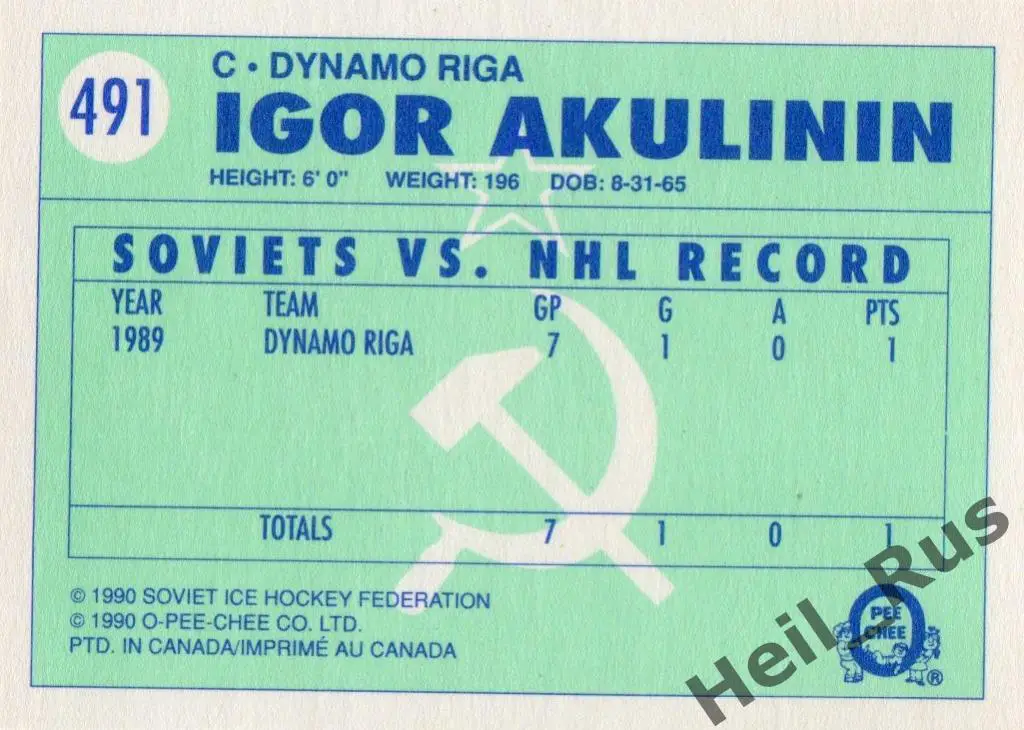 491
C • DYNAMO RIGA
IGOR AKULININ
HEIGHT: 6' 0" WEIGHT: 196 DOB: 8-31-65
SOVIETS VS. NHL RECORD
YEAR TEAM GP G A PTS
1989 DYNAMO RIGA 7 1 0 1
TOTALS 7 1 0 1
© 1990 SOVIET ICE HOCKEY FEDERATION
© 1990 O-PEE-CHEE CO. LTD.
PTD. IN CANADA/IMPRIMÉ AU CANADA
PEE
CHEE
®
Heil_Rus